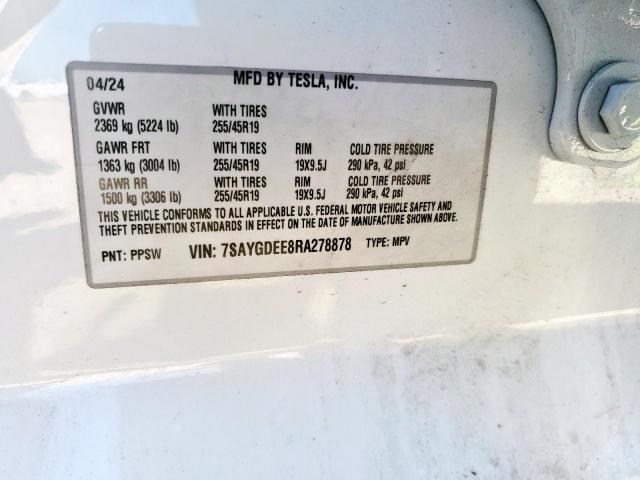 04/24 MFD BY TESLA, INC.
GVWR WITH TIRES
2369 kg (5224 lb) 255/45R19
GAWR FRT WITH TIRES RIM COLD TIRE PRESSURE
1363 kg (3004 lb) 255/45R19 19X9.5J 290 kPa, 42 psi
GAWR RR WITH TIRES RIM COLD TIRE PRESSURE
1500 kg (3306 lb) 255/45R19 19X9.5J 290 kPa, 42 psi
THIS VEHICLE CONFORMS TO ALL APPLICABLE U.S. FEDERAL MOTOR VEHICLE SAFETY AND
THEFT PREVENTION STANDARDS IN EFFECT ON THE DATE OF MANUFACTURE SHOWN ABOVE.
PNT: PPSW VIN: 7SAYGDEE8RA278878 TYPE: MPV